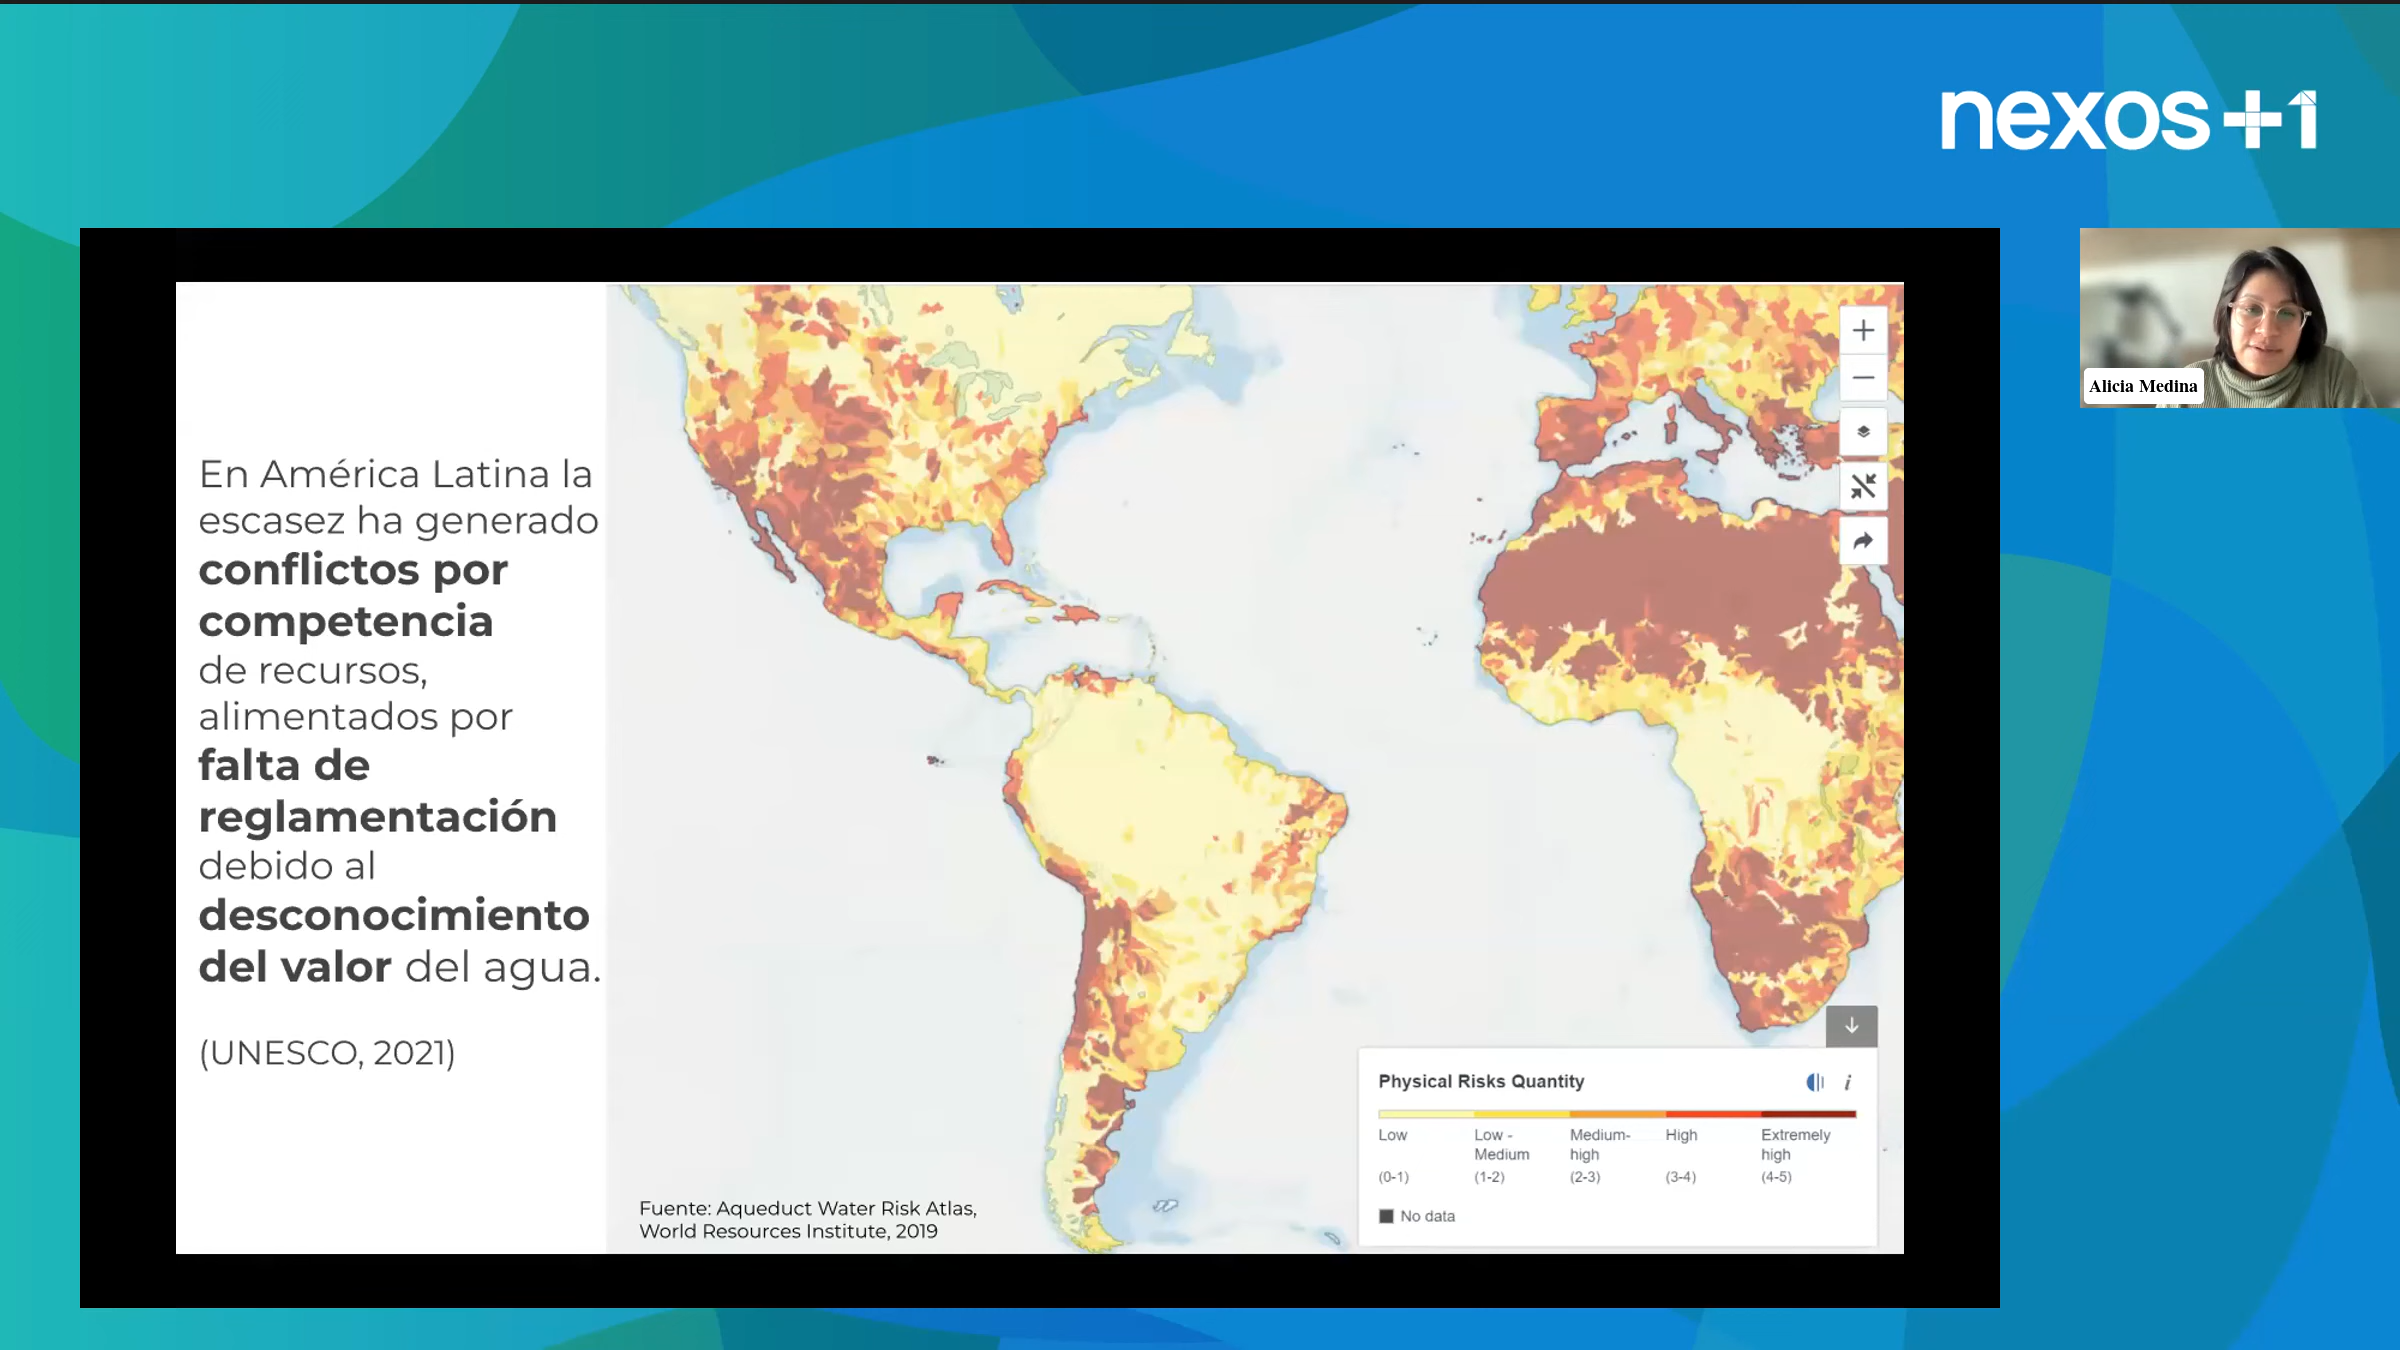 nexos+1
Alicia Medina
En América Latina la
escasez ha generado
conflictos por
competencia
de recursos,
alimentados por
falta de
reglamentación
debido al
desconocimiento
del valor del agua.
(UNESCO, 2021)
Fuente: Aqueduct Water Risk Atlas,
World Resources Institute, 2019
Physical Risks Quantity
Low
Low -
Medium
Medium-
high
High
Extremely
high
(0-1)
(1-2)
(2-3)
(3-4)
(4-5)
No data